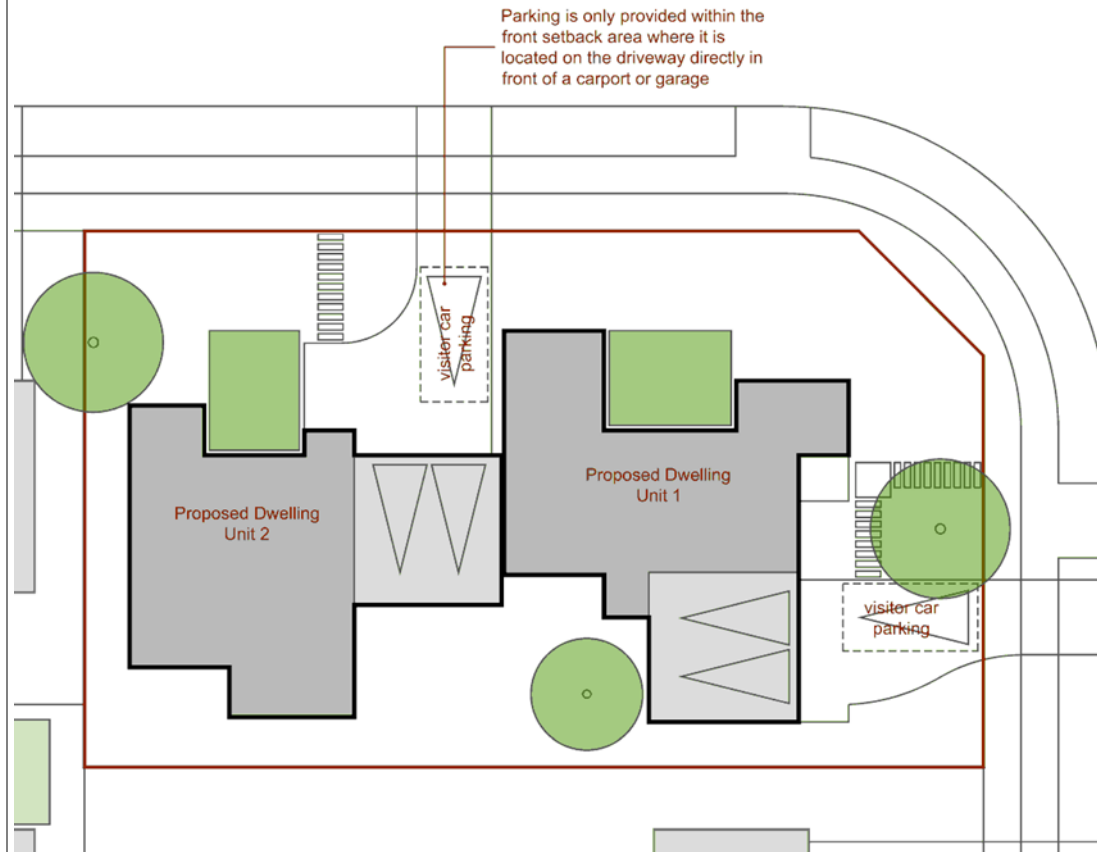 Parking is only provided within the
front setback area where it is
located on the driveway directly in
front of a carport or garage
visitor car
parking
Proposed Dwelling
Unit 1
Proposed Dwelling
Unit 2
visitor car
parking